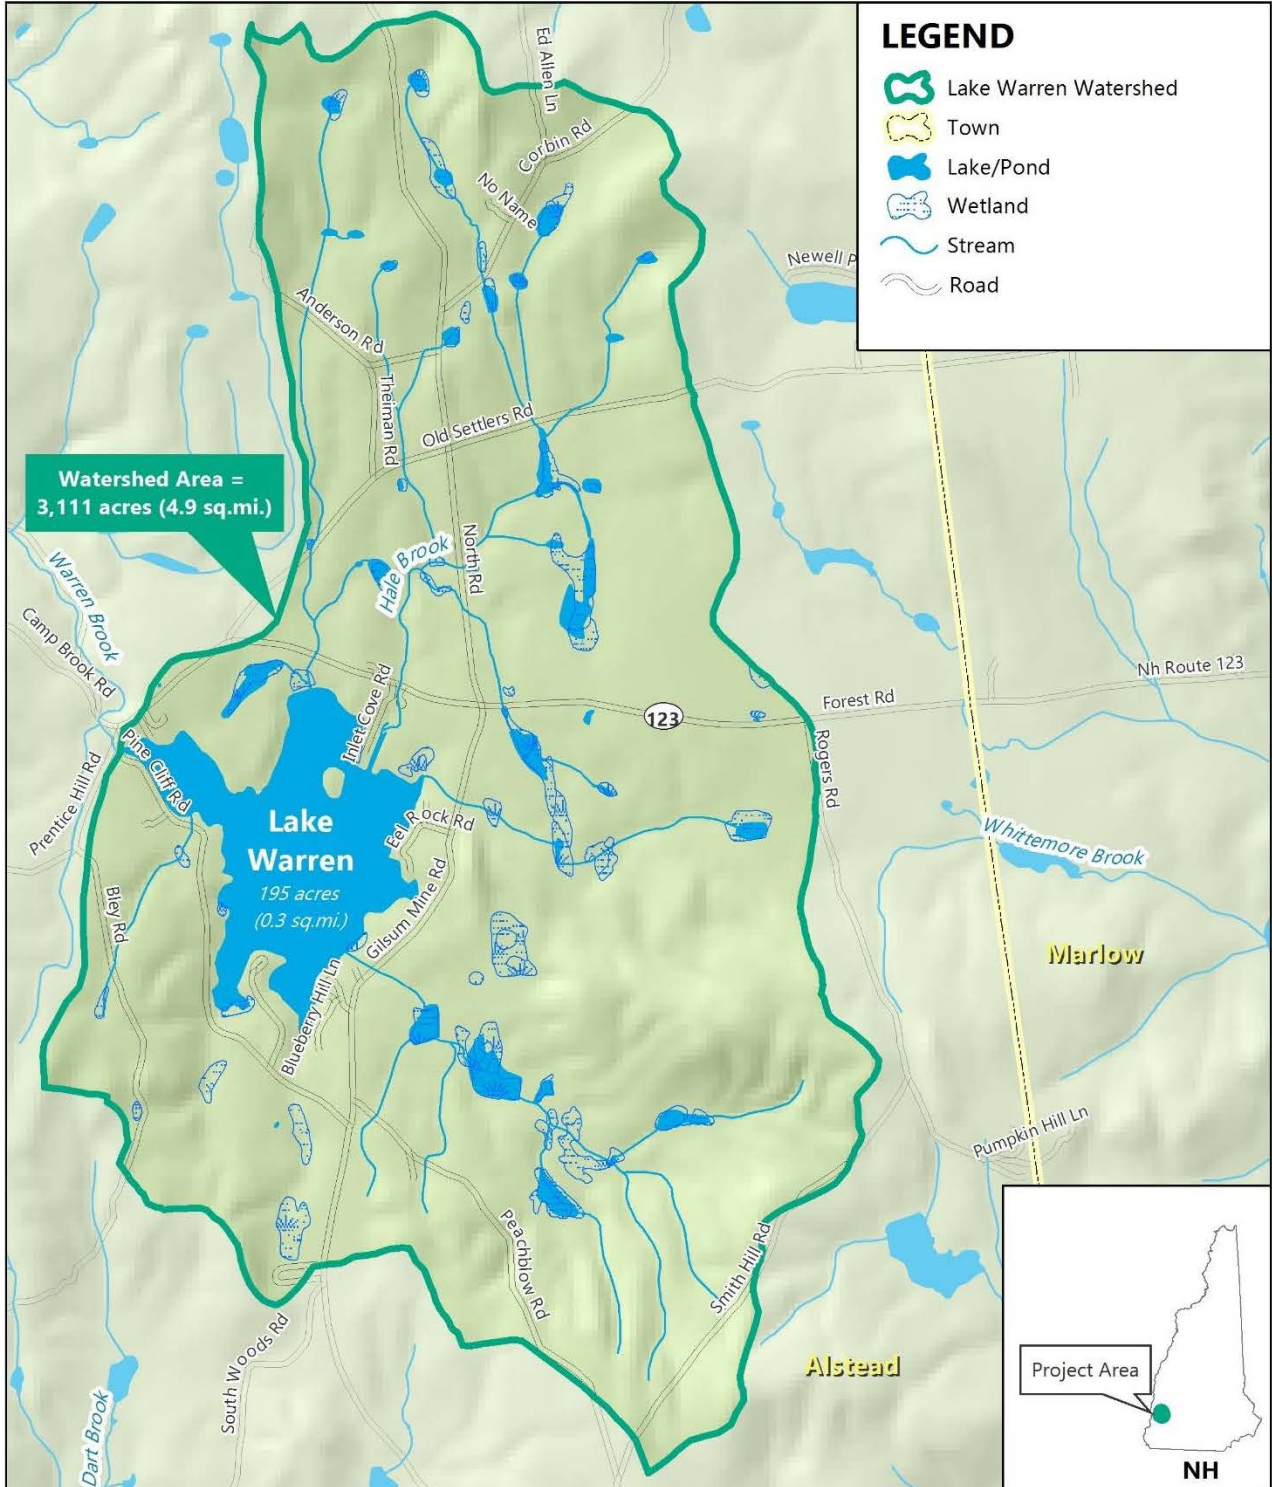 LEGEND
Lake Warren Watershed
Town
Lake/Pond
Wetland
Stream
Road
Ed Allen Ln
Corbin Rd
No Name
Newell P
Anderson Rd
Theiman Rd
Old Settlers Rd
Watershed Area =
3,111 acres (4.9 sq.mi.)
North Rd
Hale Brook
Warren Brook
Camp Brook Rd
Nh Route 123
Forest Rd
123
Inlet Cove Rd
Pine Cliff Rd
Prentice Hill Rd
Rogers Rd
Lake
Warren
195 acres
(0.3 sq.mi.)
Eel Rock Rd
Whittemore Brook
Bley Rd
Gilsum Mine Rd
Marlow
Blueberry Hill Ln
Pumpkin Hill Ln
Peachblow Rd
Smith Hill Rd
South Woods Rd
Alstead
Dart Brook
Project Area
NH